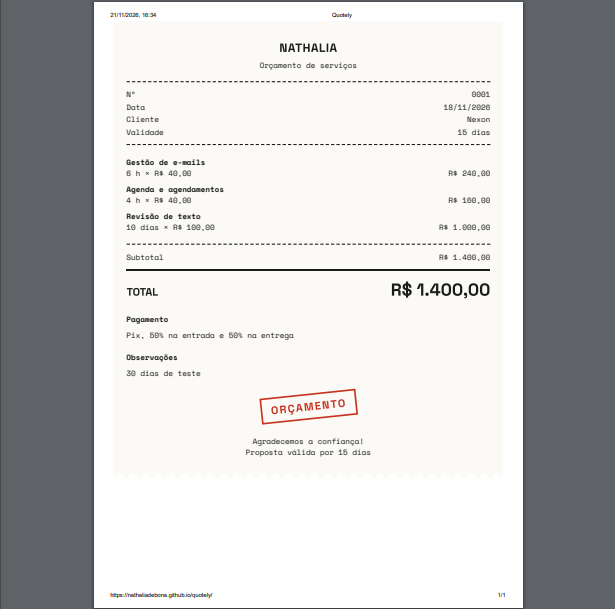 21/11/2026, 16:34 Quotely
NATHALIA
Orçamento de serviços
N° 0001
Data 18/11/2026
Cliente Nexon
Validade 15 dias
Gestão de e-mails
6 h × R$ 40,00 R$ 240,00
Agenda e agendamentos
4 h × R$ 40,00 R$ 160,00
Revisão de texto
10 dias × R$ 100,00 R$ 1.000,00
Subtotal R$ 1.400,00
TOTAL R$ 1.400,00
Pagamento
Pix, 50% na entrada e 50% na entrega
Observações
30 dias de teste
ORÇAMENTO
Agradecemos a confiança!
Proposta válida por 15 dias
https://nathaliadebona.github.io/quotely/ 1/1